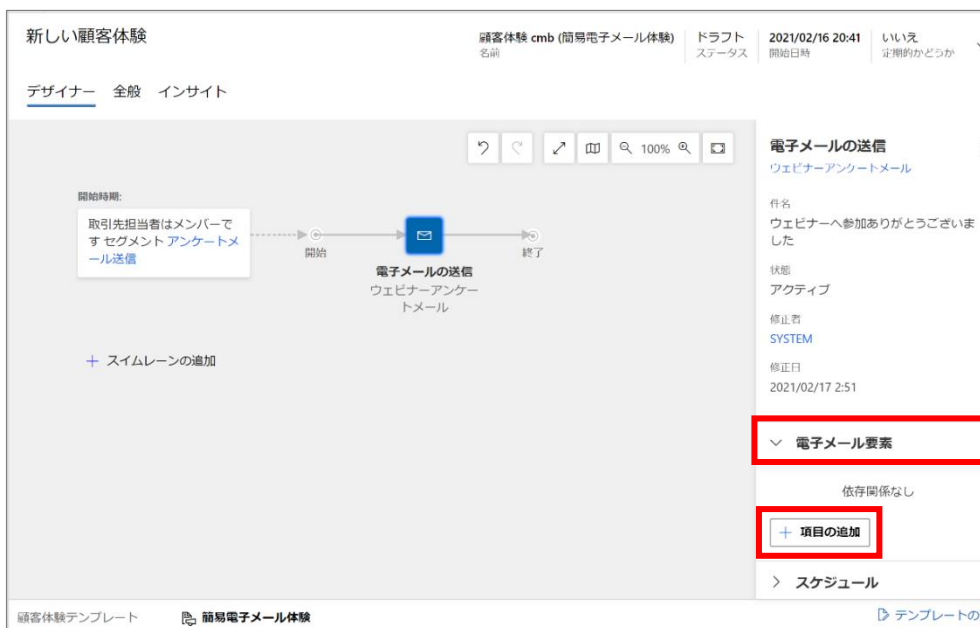 新しい顧客体験
顧客体験 cmb (簡易電子メール体験)
名前
ドラフト
ステータス
2021/02/16 20:41
開始日時
いいえ
定期的かどうか
デザイナー 全般 インサイト
100%
開始時期:
取引先担当者はメンバーで
す セグメント アンケートメ
ール送信
開始
電子メールの送信
ウェビナーアンケー
トメール
終了
+ スイムレーンの追加
電子メールの送信
ウェビナーアンケートメール
件名
ウェビナーへ参加ありがとうございま
した
状態
アクティブ
修正者
SYSTEM
修正日
2021/02/17 2:51
電子メール要素
依存関係なし
+ 項目の追加
スケジュール
顧客体験テンプレート
簡易電子メール体験
テンプレートの